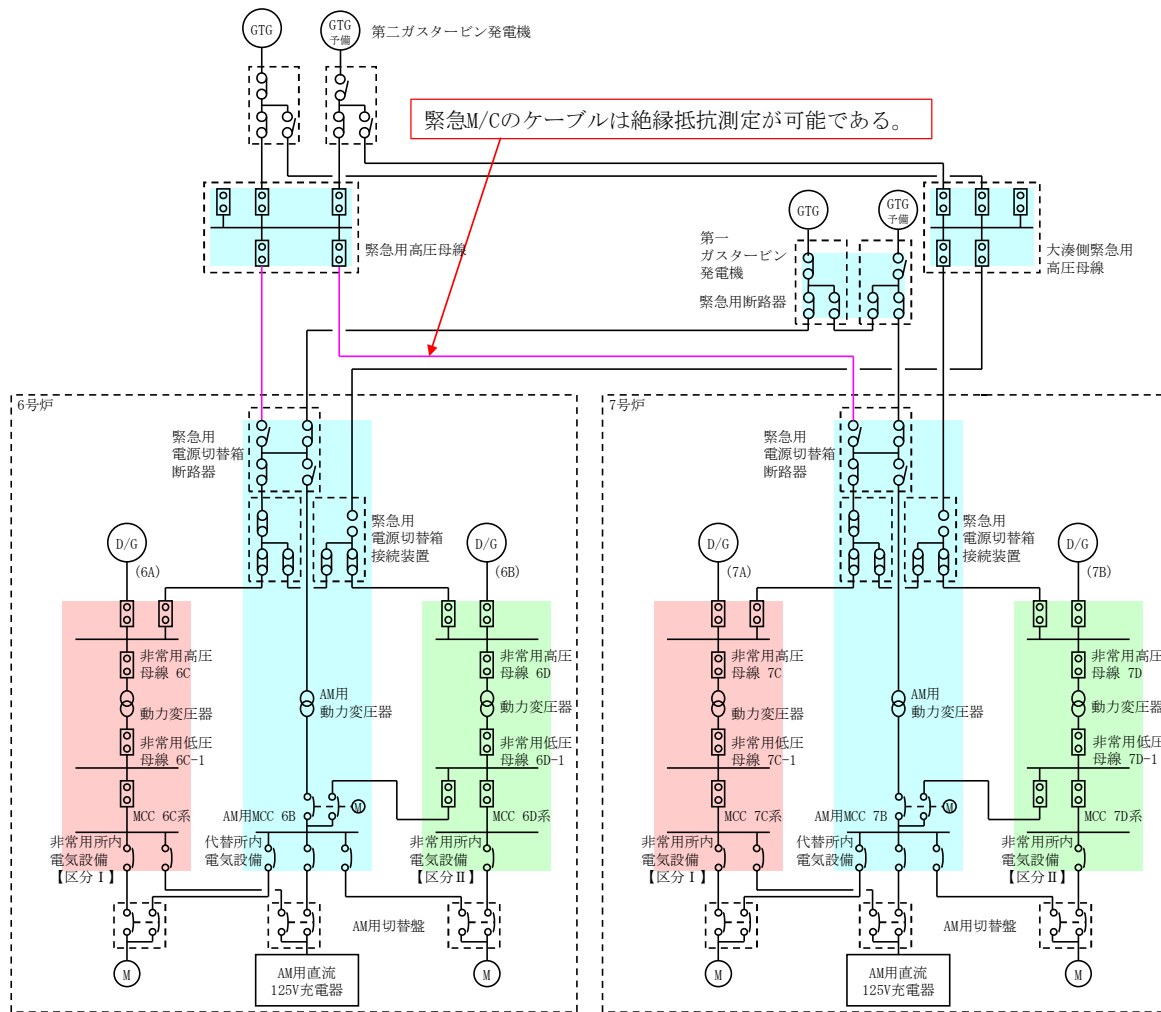 GTG
GTG
予備
第二ガスタービン発電機
緊急M/Cのケーブルは絶縁抵抗測定が可能である。
緊急用高圧母線
GTG
GTG
予備
第一
ガスタービン
発電機
緊急用断路器
大湊側緊急用
高圧母線
6号炉
緊急用
電源切替箱
断路器
緊急用
電源切替箱
接続装置
D/G
(6A)
D/G
(6B)
非常用高圧
母線 6C
動力変圧器
非常用低圧
母線 6C-1
MCC 6C系
非常用所内
電気設備
【区分Ⅰ】
AM用
動力変圧器
AM用MCC 6B
M
代替所内
電気設備
非常用高圧
母線 6D
動力変圧器
非常用低圧
母線 6D-1
MCC 6D系
非常用所内
電気設備
【区分Ⅱ】
AM用切替盤
M
AM用直流
125V充電器
M
7号炉
緊急用
電源切替箱
断路器
緊急用
電源切替箱
接続装置
D/G
(7A)
D/G
(7B)
非常用高圧
母線 7C
動力変圧器
非常用低圧
母線 7C-1
MCC 7C系
非常用所内
電気設備
【区分Ⅰ】
AM用
動力変圧器
AM用MCC 7B
M
代替所内
電気設備
非常用高圧
母線 7D
動力変圧器
非常用低圧
母線 7D-1
MCC 7D系
非常用所内
電気設備
【区分Ⅱ】
AM用切替盤
M
AM用直流
125V充電器
M